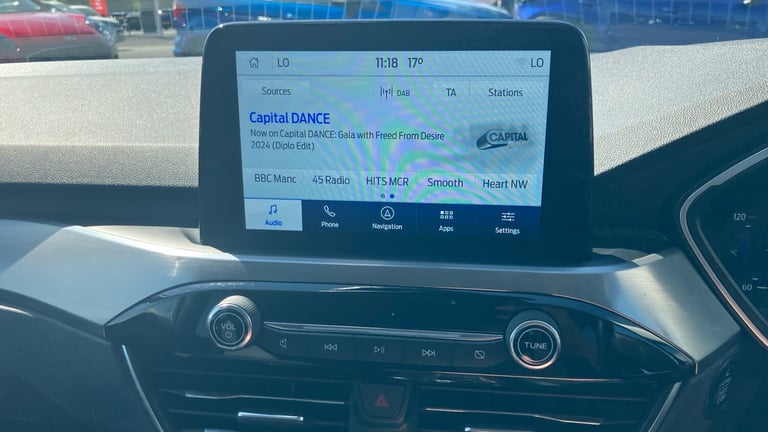 LO 11:18 17° LO
Sources DAB TA Stations
Capital DANCE
Now on Capital DANCE: Gala with Freed From Desire
2024 (Diplo Edit)
CAPITAL
BBC Manc 45 Radio HITS MCR Smooth Heart NW
Audio Phone Navigation Apps Settings
VOL TUNE
120
°C
60